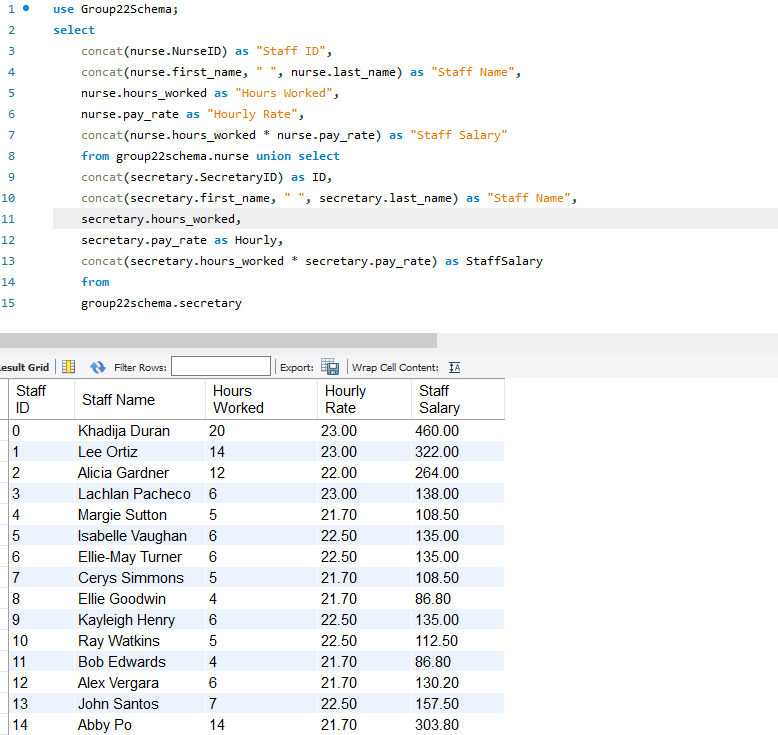 1 use Group22Schema;
2 select
3 concat(nurse.NurseID) as "Staff ID",
4 concat(nurse.first_name, " ", nurse.last_name) as "Staff Name",
5 nurse.hours_worked as "Hours Worked",
6 nurse.pay_rate as "Hourly Rate",
7 concat(nurse.hours_worked * nurse.pay_rate) as "Staff Salary"
8 from group22schema.nurse union select
9 concat(secretary.SecretaryID) as ID,
10 concat(secretary.first_name, " ", secretary.last_name) as "Staff Name",
11 secretary.hours_worked,
12 secretary.pay_rate as Hourly,
13 concat(secretary.hours_worked * secretary.pay_rate) as StaffSalary
14 from
15 group22schema.secretary
esult Grid Filter Rows: Export: Wrap Cell Content: IA
Staff ID Staff Name Hours Worked Hourly Rate Staff Salary
0 Khadija Duran 20 23.00 460.00
1 Lee Ortiz 14 23.00 322.00
2 Alicia Gardner 12 22.00 264.00
3 Lachlan Pacheco 6 23.00 138.00
4 Margie Sutton 5 21.70 108.50
5 Isabelle Vaughan 6 22.50 135.00
6 Ellie-May Turner 6 22.50 135.00
7 Cerys Simmons 5 21.70 108.50
8 Ellie Goodwin 4 21.70 86.80
9 Kayleigh Henry 6 22.50 135.00
10 Ray Watkins 5 22.50 112.50
11 Bob Edwards 4 21.70 86.80
12 Alex Vergara 6 21.70 130.20
13 John Santos 7 22.50 157.50
14 Abby Po 14 21.70 303.80